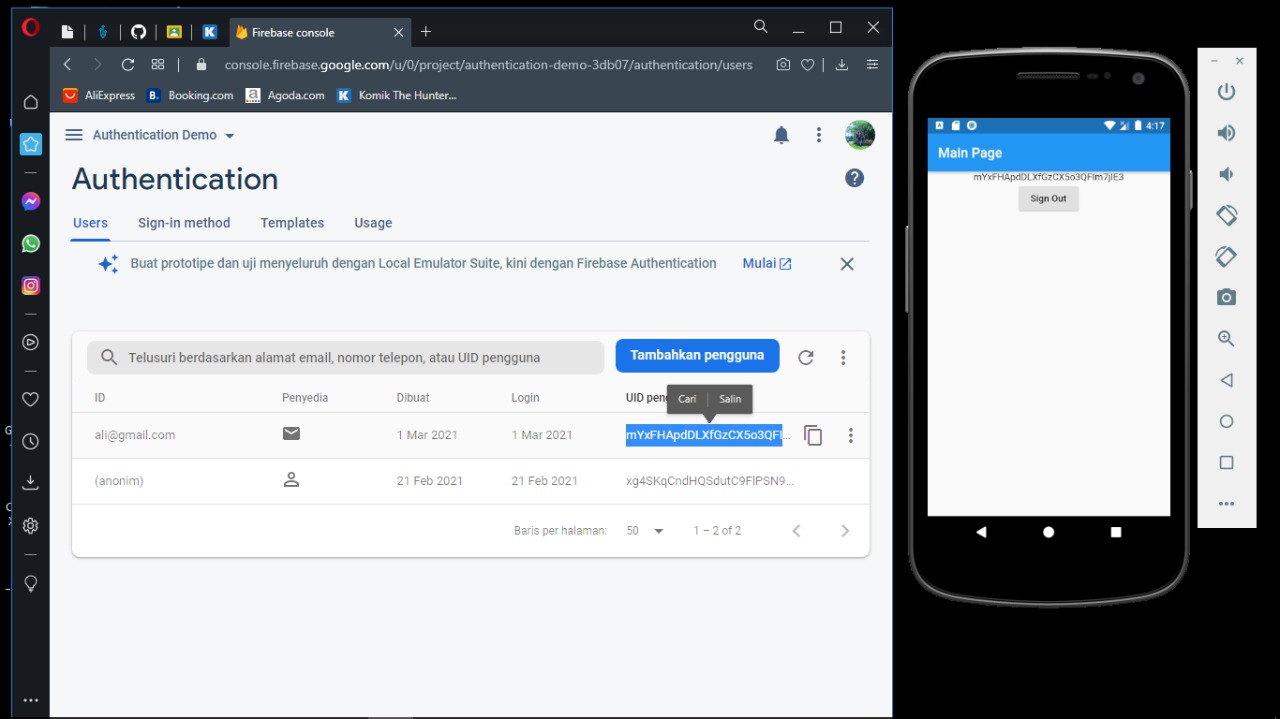 Firebase console
console.firebase.google.com/u/0/project/authentication-demo-3db07/authentication/users
AliExpress
B. Booking.com
a Agoda.com
K Komik The Hunter...
Authentication Demo
Authentication
Users
Sign-in method
Templates
Usage
Buat prototipe dan uji menyeluruh dengan Local Emulator Suite, kini dengan Firebase Authentication
Mulai
Telusuri berdasarkan alamat email, nomor telepon, atau UID pengguna
Tambahkan pengguna
ID
Penyedia
Dibuat
Login
UID pen
Cari
Salin
ali@gmail.com
1 Mar 2021
1 Mar 2021
mYxFHApdDLXfGzCX5o3QFl...
(anonim)
21 Feb 2021
21 Feb 2021
xg4SKqCndHQSdutC9FlPSN9...
Baris per halaman:
50
1 – 2 of 2
4:17
Main Page
mYxFHApdDLXfGzCX5o3QFlm7jIE3
Sign Out